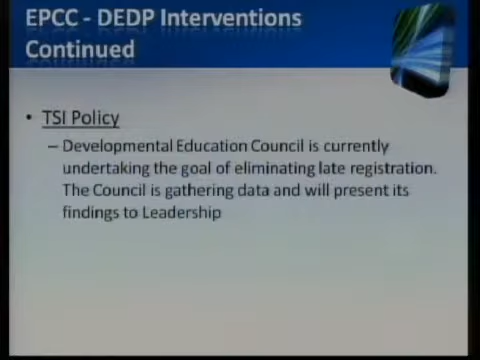 EPCC - DEDP Interventions
Continued
• TSI Policy
– Developmental Education Council is currently
undertaking the goal of eliminating late registration.
The Council is gathering data and will present its
findings to Leadership